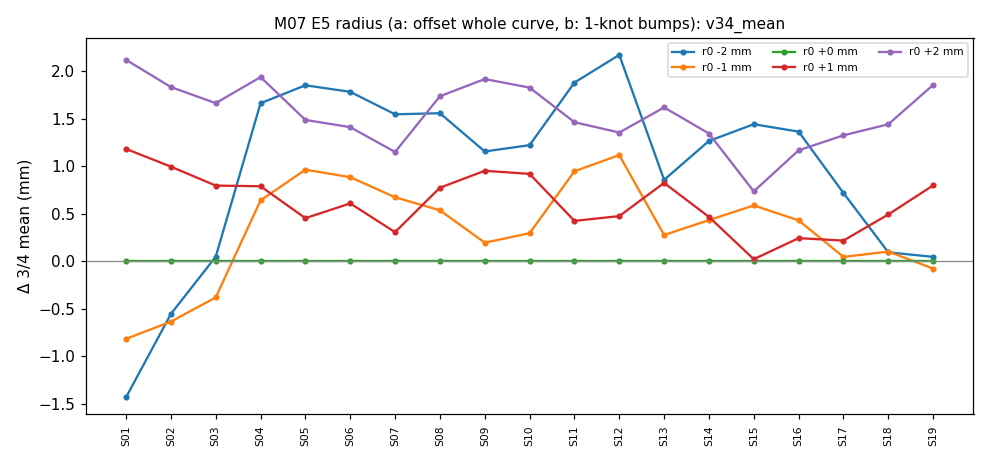 M07 E5 radius (a: offset whole curve, b: 1-knot bumps): v34_mean
r0 -2 mm
r0 -1 mm
r0 +0 mm
r0 +1 mm
r0 +2 mm
Δ 3/4 mean (mm)
2.0
1.5
1.0
0.5
0.0
−0.5
−1.0
−1.5
S01 S02 S03 S04 S05 S06 S07 S08 S09 S10 S11 S12 S13 S14 S15 S16 S17 S18 S19